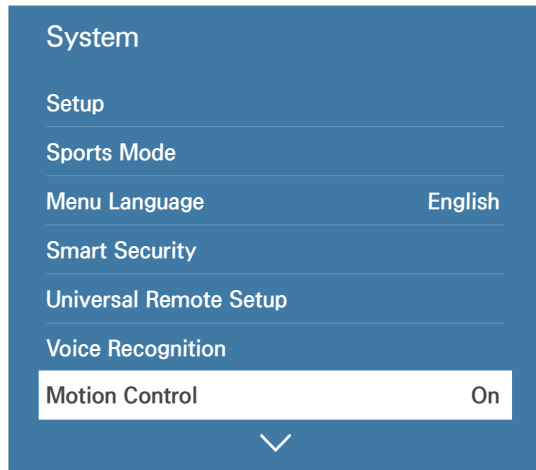 System
Setup
Sports Mode
Menu Language English
Smart Security
Universal Remote Setup
Voice Recognition
Motion Control On